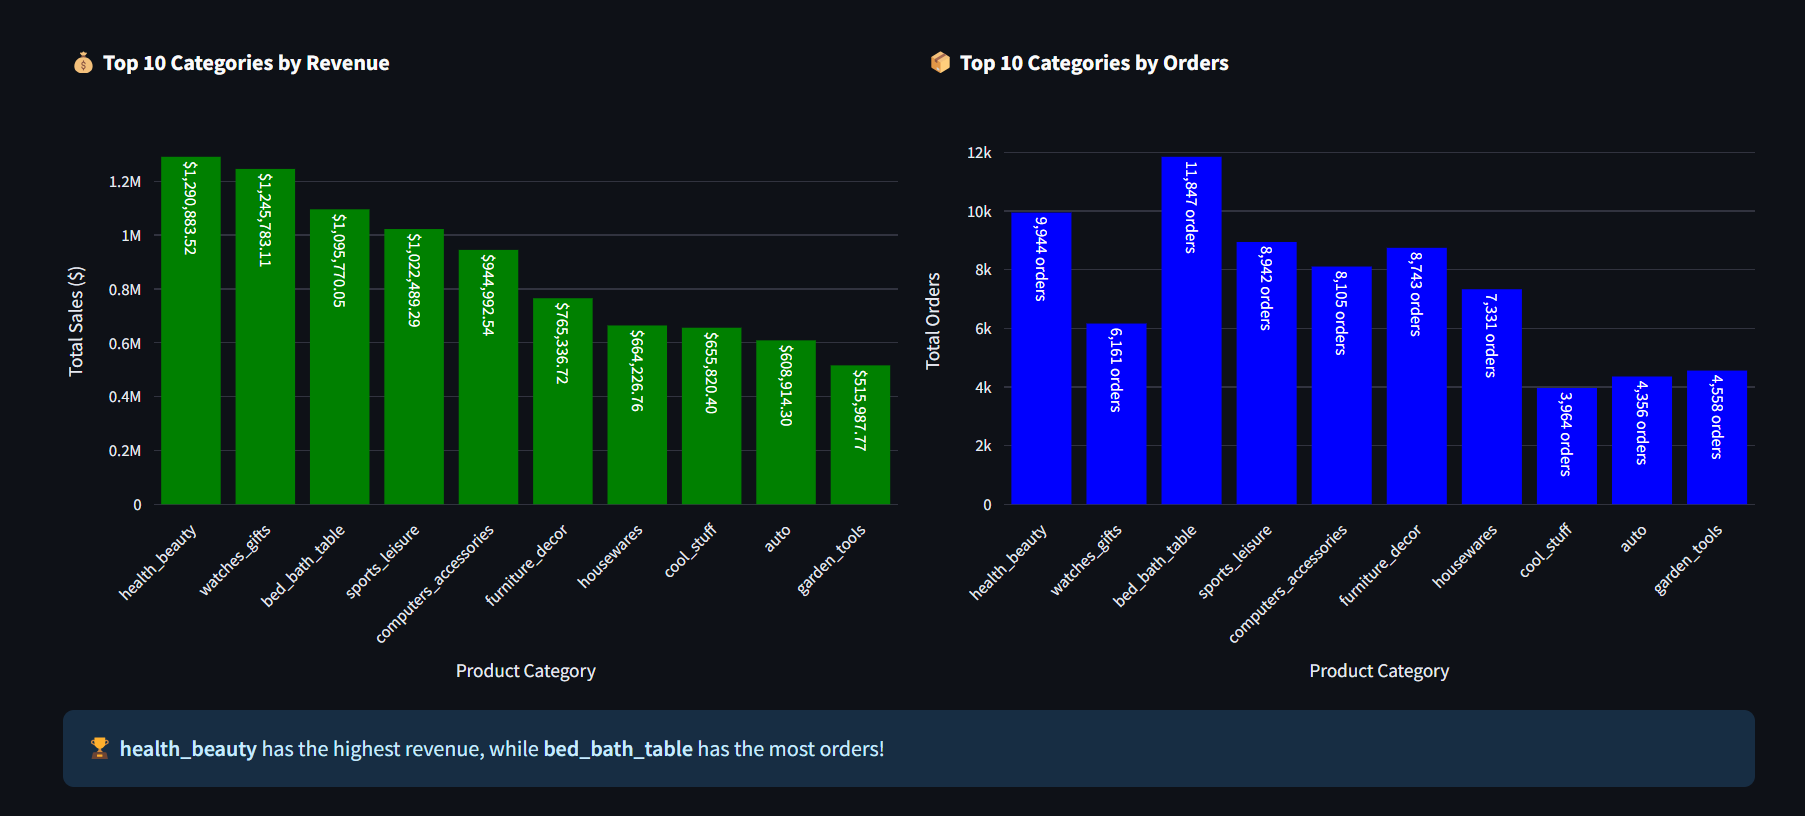 💰 Top 10 Categories by Revenue
Total Sales ($)
1.2M
1M
0.8M
0.6M
0.4M
0.2M
0
$1,290,883.52
$1,245,783.11
$1,095,770.05
$1,022,489.29
$944,992.54
$765,336.72
$664,226.76
$655,820.40
$608,914.30
$515,987.77
health_beauty
watches_gifts
bed_bath_table
sports_leisure
computers_accessories
furniture_decor
housewares
cool_stuff
auto
garden_tools
Product Category
📦 Top 10 Categories by Orders
Total Orders
12k
10k
8k
6k
4k
2k
0
9,944 orders
6,161 orders
11,847 orders
8,942 orders
8,105 orders
8,743 orders
7,331 orders
3,964 orders
4,356 orders
4,558 orders
health_beauty
watches_gifts
bed_bath_table
sports_leisure
computers_accessories
furniture_decor
housewares
cool_stuff
auto
garden_tools
Product Category
🏆 health_beauty has the highest revenue, while bed_bath_table has the most orders!